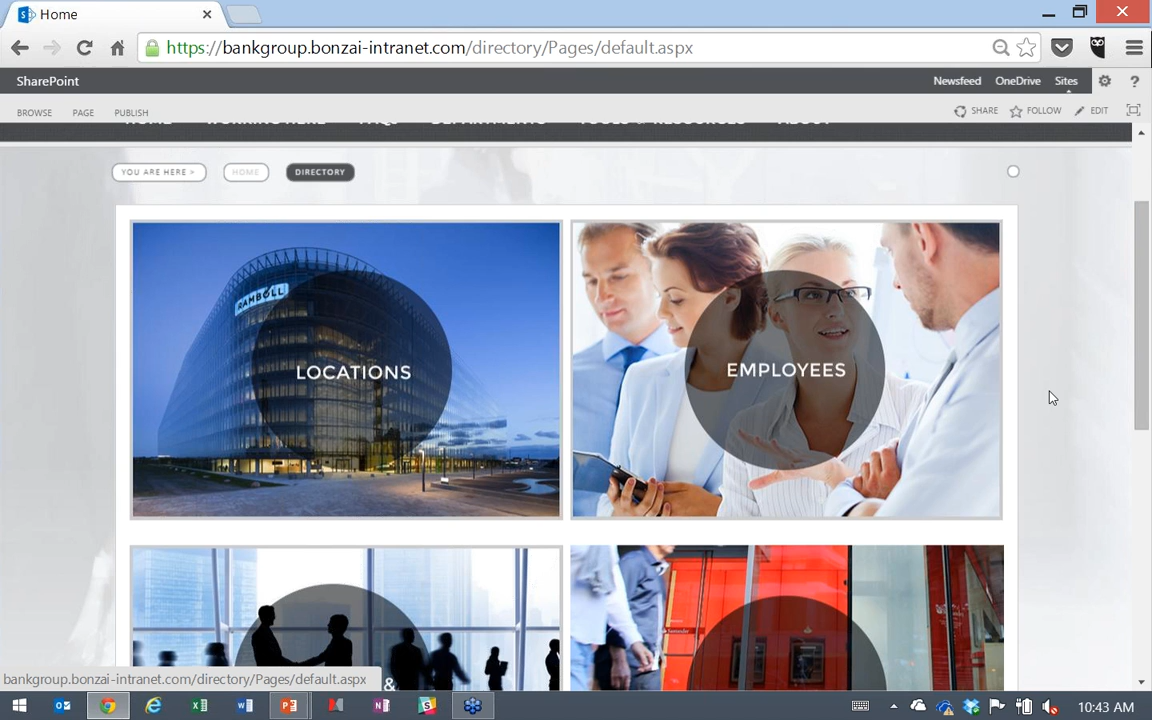 Home
https://bankgroup.bonzai-intranet.com/directory/Pages/default.aspx
SharePoint
Newsfeed OneDrive Sites
BROWSE PAGE PUBLISH
SHARE FOLLOW EDIT
YOU ARE HERE > HOME DIRECTORY
RAMBOLL
LOCATIONS
EMPLOYEES
&
bankgroup.bonzai-intranet.com/directory/Pages/default.aspx
10:43 AM